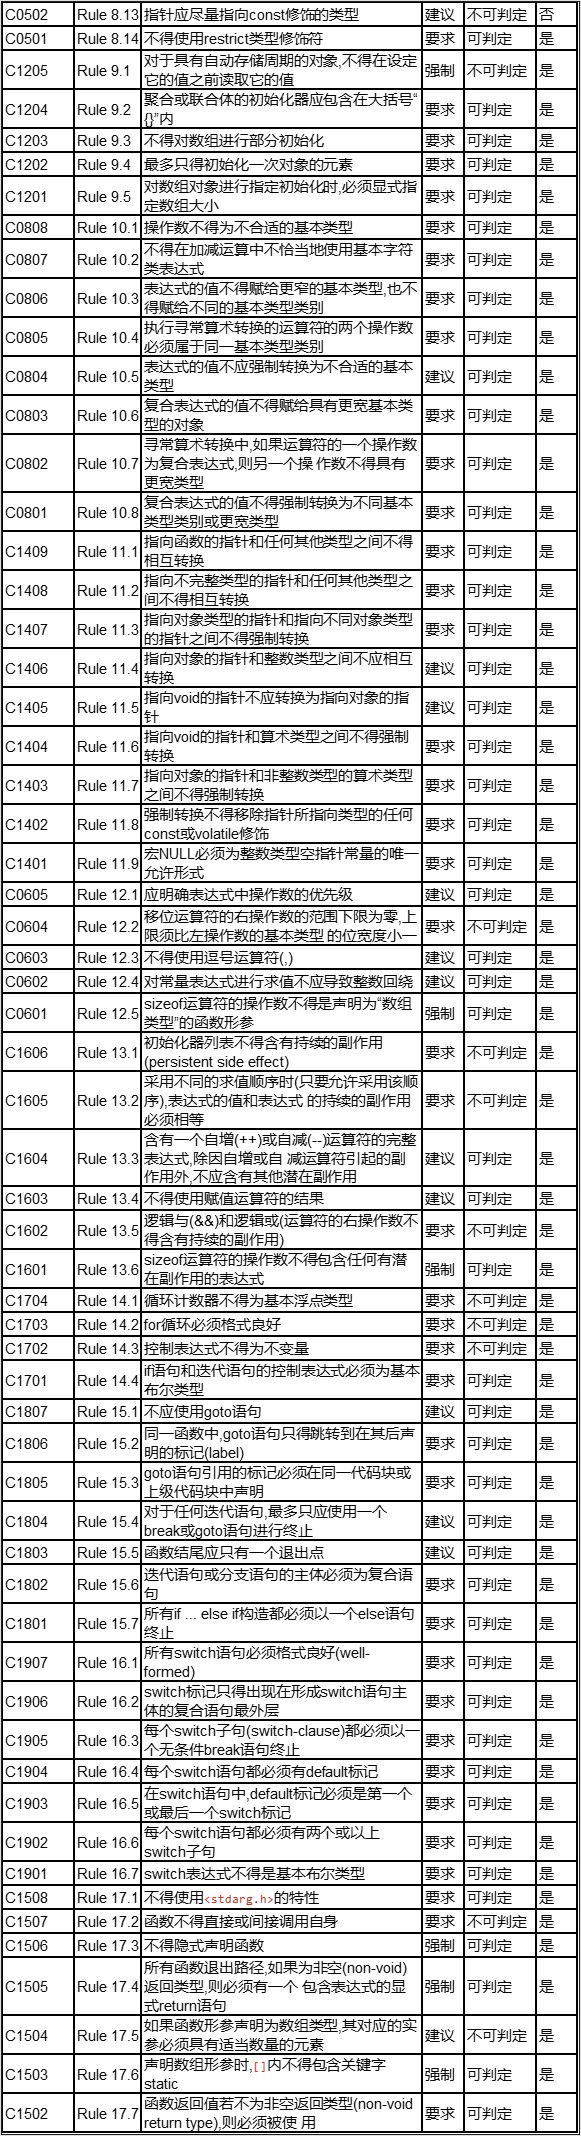 C0502 Rule 8.13 指针应尽量指向const修饰的类型 建议 不可判定 否
C0501 Rule 8.14 不得使用restrict类型修饰符 要求 可判定 是
C1205 Rule 9.1 对于具有自动存储周期的对象,不得在设定
它的值之前读取它的值 强制 不可判定 是
C1204 Rule 9.2 聚合或联合体的初始化器应包含在大括号“
{}”内 要求 可判定 是
C1203 Rule 9.3 不得对数组进行部分初始化 要求 可判定 是
C1202 Rule 9.4 最多只得初始化一次对象的元素 要求 可判定 是
C1201 Rule 9.5 对数组对象进行指定初始化时,必须显式指
定数组大小 要求 可判定 是
C0808 Rule 10.1 操作数不得为不合适的基本类型 要求 可判定 是
C0807 Rule 10.2 不得在加减运算中不恰当地使用基本字符
类表达式 要求 可判定 是
C0806 Rule 10.3 表达式的值不得赋给更窄的基本类型,也不
得赋给不同的基本类型类别 要求 可判定 是
C0805 Rule 10.4 执行寻常算术转换的运算符的两个操作数
必须属于同一基本类型类别 要求 可判定 是
C0804 Rule 10.5 表达式的值不应强制转换为不合适的基本
类型 建议 可判定 是
C0803 Rule 10.6 复合表达式的值不得赋给具有更宽基本类
型的对象 要求 可判定 是
C0802 Rule 10.7 寻常算术转换中,如果运算符的一个操作数
为复合表达式,则另一个操 作数不得具有
更宽类型 要求 可判定 是
C0801 Rule 10.8 复合表达式的值不得强制转换为不同基本
类型类别或更宽类型 要求 可判定 是
C1409 Rule 11.1 指向函数的指针和任何其他类型之间不得
相互转换 要求 可判定 是
C1408 Rule 11.2 指向不完整类型的指针和任何其他类型之
间不得相互转换 要求 可判定 是
C1407 Rule 11.3 指向对象类型的指针和指向不同对象类型
的指针之间不得强制转换 要求 可判定 是
C1406 Rule 11.4 指向对象的指针和整数类型之间不应相互
转换 建议 可判定 是
C1405 Rule 11.5 指向void的指针不应转换为指向对象的指
针 建议 可判定 是
C1404 Rule 11.6 指向void的指针和算术类型之间不得强制
转换 要求 可判定 是
C1403 Rule 11.7 指向对象的指针和非整数类型的算术类型
之间不得强制转换 要求 可判定 是
C1402 Rule 11.8 强制转换不得移除指针所指向类型的任何
const或volatile修饰 要求 可判定 是
C1401 Rule 11.9 宏NULL必须为整数类型空指针常量的唯一
允许形式 要求 可判定 是
C0605 Rule 12.1 应明确表达式中操作数的优先级 建议 可判定 是
C0604 Rule 12.2 移位运算符的右操作数的范围下限为零,上
限须比左操作数的基本类型 的位宽度小一 要求 不可判定 是
C0603 Rule 12.3 不得使用逗号运算符(,) 建议 可判定 是
C0602 Rule 12.4 对常量表达式进行求值不应导致整数回绕 建议 可判定 是
C0601 Rule 12.5 sizeof运算符的操作数不得是声明为“数组
类型”的函数形参 强制 可判定 是
C1606 Rule 13.1 初始化器列表不得含有持续的副作用
(persistent side effect) 要求 不可判定 是
C1605 Rule 13.2 采用不同的求值顺序时(只要允许采用该顺
序),表达式的值和表达式 的持续的副作用
必须相等 要求 不可判定 是
C1604 Rule 13.3 含有一个自增(++)或自减(--)运算符的完整
表达式,除因自增或自 减运算符引起的副
作用外,不应含有其他潜在副作用 建议 可判定 是
C1603 Rule 13.4 不得使用赋值运算符的结果 建议 可判定 是
C1602 Rule 13.5 逻辑与(&&)和逻辑或(运算符的右操作数不
得含有持续的副作用) 要求 不可判定 是
C1601 Rule 13.6 sizeof运算符的操作数不得包含任何有潜
在副作用的表达式 强制 可判定 是
C1704 Rule 14.1 循环计数器不得为基本浮点类型 要求 不可判定 是
C1703 Rule 14.2 for循环必须格式良好 要求 不可判定 是
C1702 Rule 14.3 控制表达式不得为不变量 要求 不可判定 是
C1701 Rule 14.4 if语句和迭代语句的控制表达式必须为基本
布尔类型 要求 可判定 是
C1807 Rule 15.1 不应使用goto语句 建议 可判定 是
C1806 Rule 15.2 同一函数中,goto语句只得跳转到在其后声
明的标记(label) 要求 可判定 是
C1805 Rule 15.3 goto语句引用的标记必须在同一代码块或
上级代码块中声明 要求 可判定 是
C1804 Rule 15.4 对于任何迭代语句,最多只应使用一个
break或goto语句进行终止 建议 可判定 是
C1803 Rule 15.5 函数结尾应只有一个退出点 建议 可判定 是
C1802 Rule 15.6 迭代语句或分支语句的主体必须为复合语
句 要求 可判定 是
C1801 Rule 15.7 所有if ... else if构造都必须以一个else语句
终止 要求 可判定 是
C1907 Rule 16.1 所有switch语句必须格式良好(well-
formed) 要求 可判定 是
C1906 Rule 16.2 switch标记只得出现在形成switch语句主
体的复合语句最外层 要求 可判定 是
C1905 Rule 16.3 每个switch子句(switch-clause)都必须以一
个无条件break语句终止 要求 可判定 是
C1904 Rule 16.4 每个switch语句都必须有default标记 要求 可判定 是
C1903 Rule 16.5 在switch语句中,default标记必须是第一个
或最后一个switch标记 要求 可判定 是
C1902 Rule 16.6 每个switch语句都必须有两个或以上
switch子句 要求 可判定 是
C1901 Rule 16.7 switch表达式不得是基本布尔类型 要求 可判定 是
C1508 Rule 17.1 不得使用<stdarg.h>的特性 要求 可判定 是
C1507 Rule 17.2 函数不得直接或间接调用自身 要求 不可判定 是
C1506 Rule 17.3 不得隐式声明函数 强制 可判定 是
C1505 Rule 17.4 所有函数退出路径,如果为非空(non-void)
返回类型,则必须有一个 包含表达式的显
式return语句 强制 可判定 是
C1504 Rule 17.5 如果函数形参声明为数组类型,其对应的实
参必须具有适当数量的元素 建议 不可判定 是
C1503 Rule 17.6 声明数组形参时,[]内不得包含关键字
static 强制 可判定 是
C1502 Rule 17.7 函数返回值若不为非空返回类型(non-void
return type),则必须被使 用 要求 可判定 是